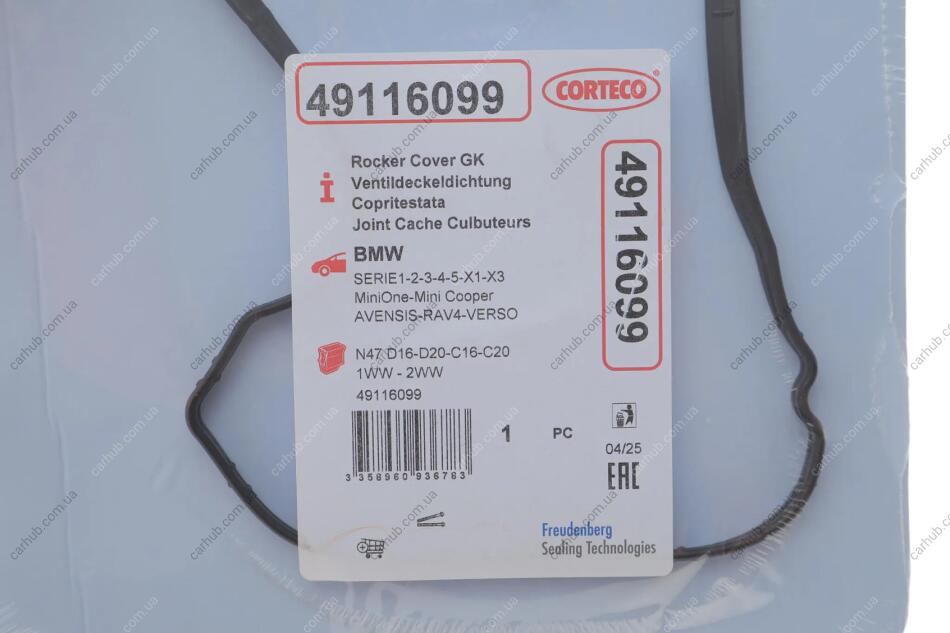 49116099
CORTECO®
Rocker Cover GK
Ventildeckeldichtung
Copritestata
Joint Cache Culbuteurs
49116099
BMW
SERIE1-2-3-4-5-X1-X3
MiniOne-Mini Cooper
AVENSIS-RAV4-VERSO
N47 D16-D20-C16-C20
1WW - 2WW
49116099
3 358960 936783
1 PC
04/25
EAC
Freudenberg
Sealing Technologies
carhub.com.ua